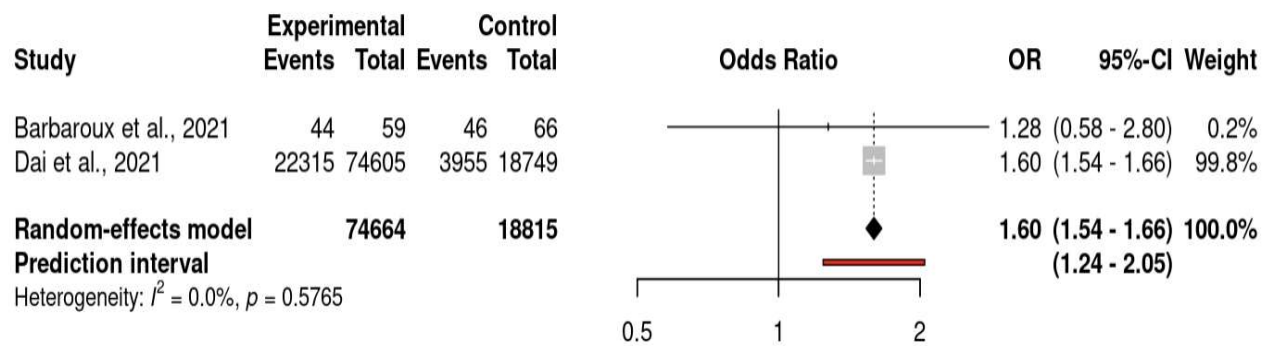 Experimental Control
Study Events Total Events Total Odds Ratio OR 95%-CI Weight
Barbaroux et al., 2021 44 59 46 66 1.28 (0.58 - 2.80) 0.2%
Dai et al., 2021 22315 74605 3955 18749 1.60 (1.54 - 1.66) 99.8%
Random-effects model 74664 18815 1.60 (1.54 - 1.66) 100.0%
Prediction interval (1.24 - 2.05)
Heterogeneity: I² = 0.0%, p = 0.5765
0.5 1 2